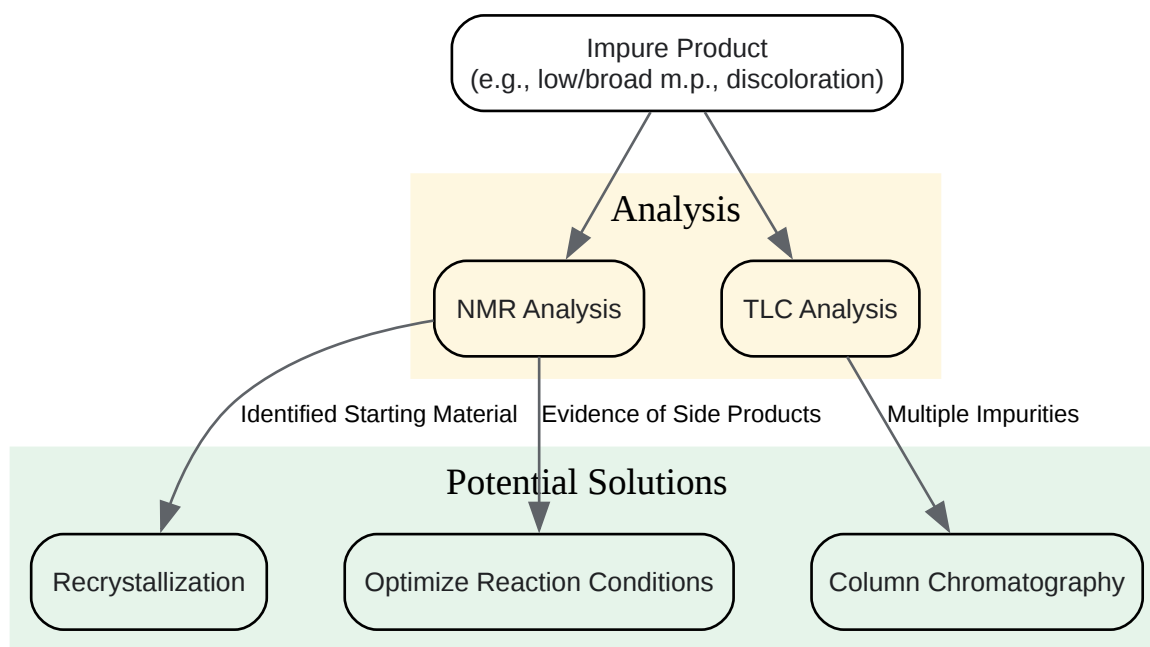 Impure Product
(e.g., low/broad m.p., discoloration)
Analysis
NMR Analysis
TLC Analysis
Identified Starting Material
Evidence of Side Products
Multiple Impurities
Potential Solutions
Recrystallization
Optimize Reaction Conditions
Column Chromatography